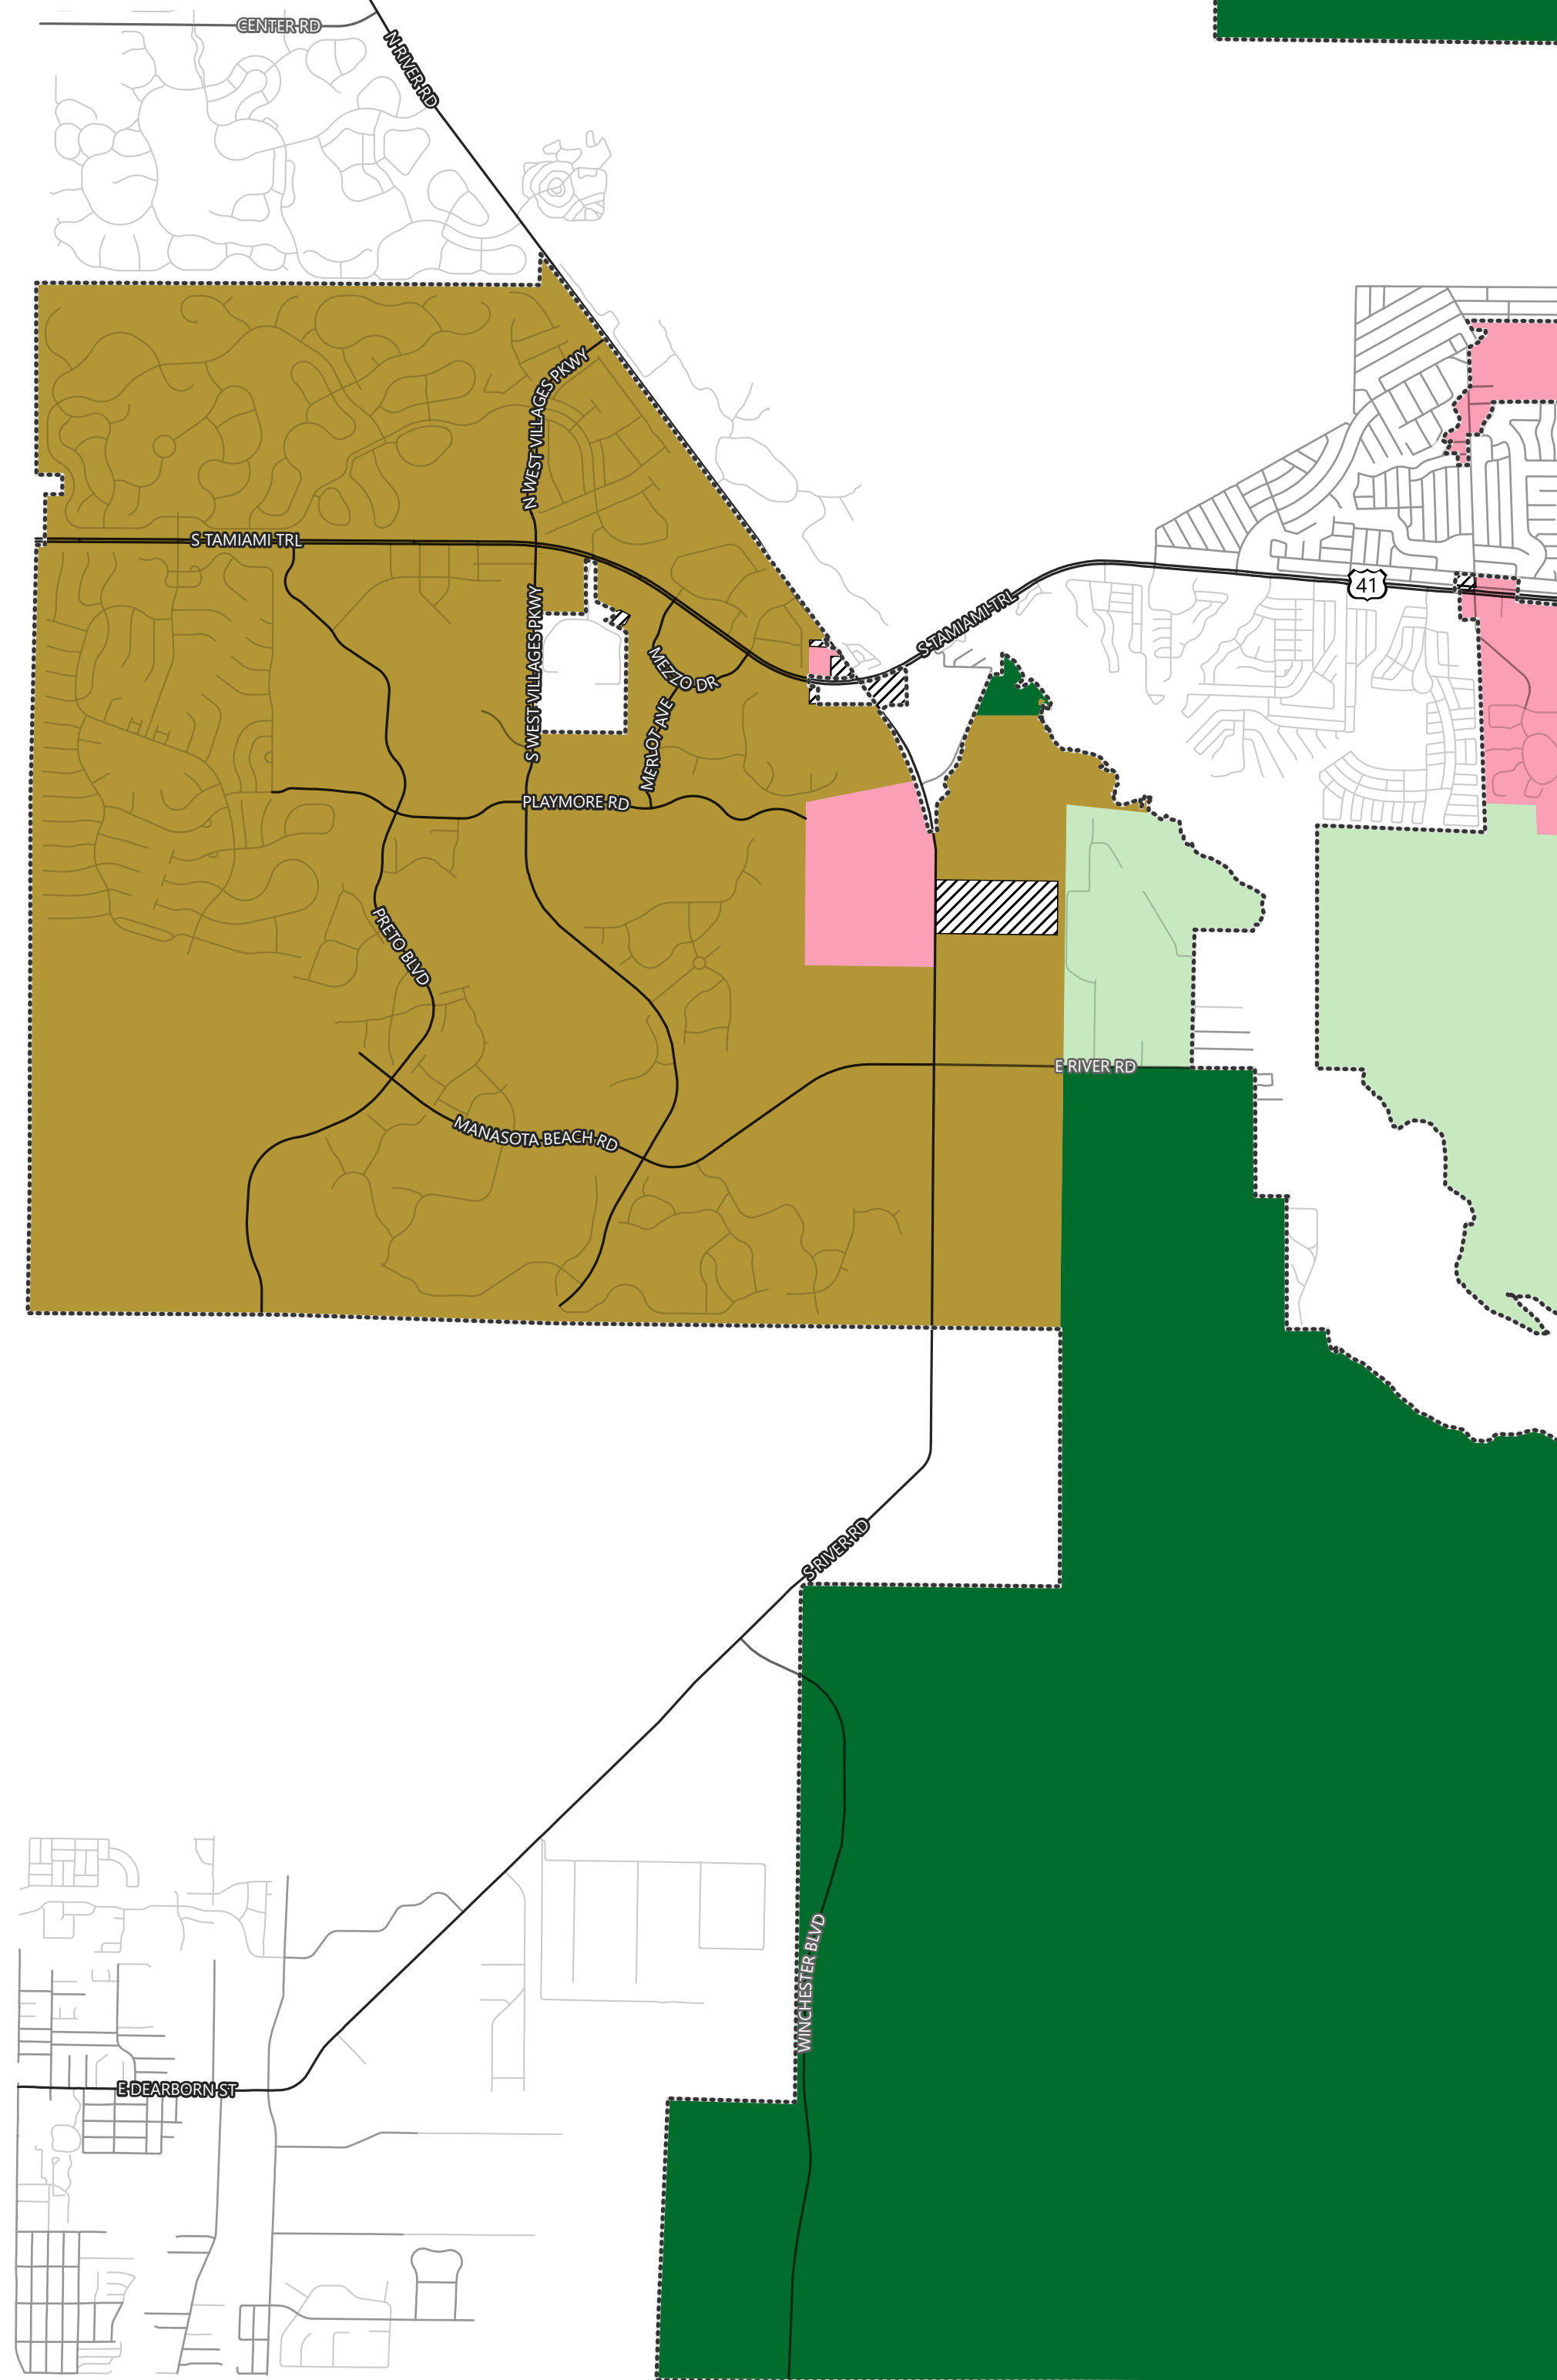 CENTER RD
N RIVER RD
N WEST VILLAGES PKWY
S TAMIAMI TRL
41
S TAMIAMI TRL
S WEST VILLAGES PKWY
MEZZO DR
MERLOT AVE
PLAYMORE RD
PRETO BLVD
E RIVER RD
MANASOTA BEACH RD
S RIVER RD
WINCHESTER BLVD
E DEARBORN ST